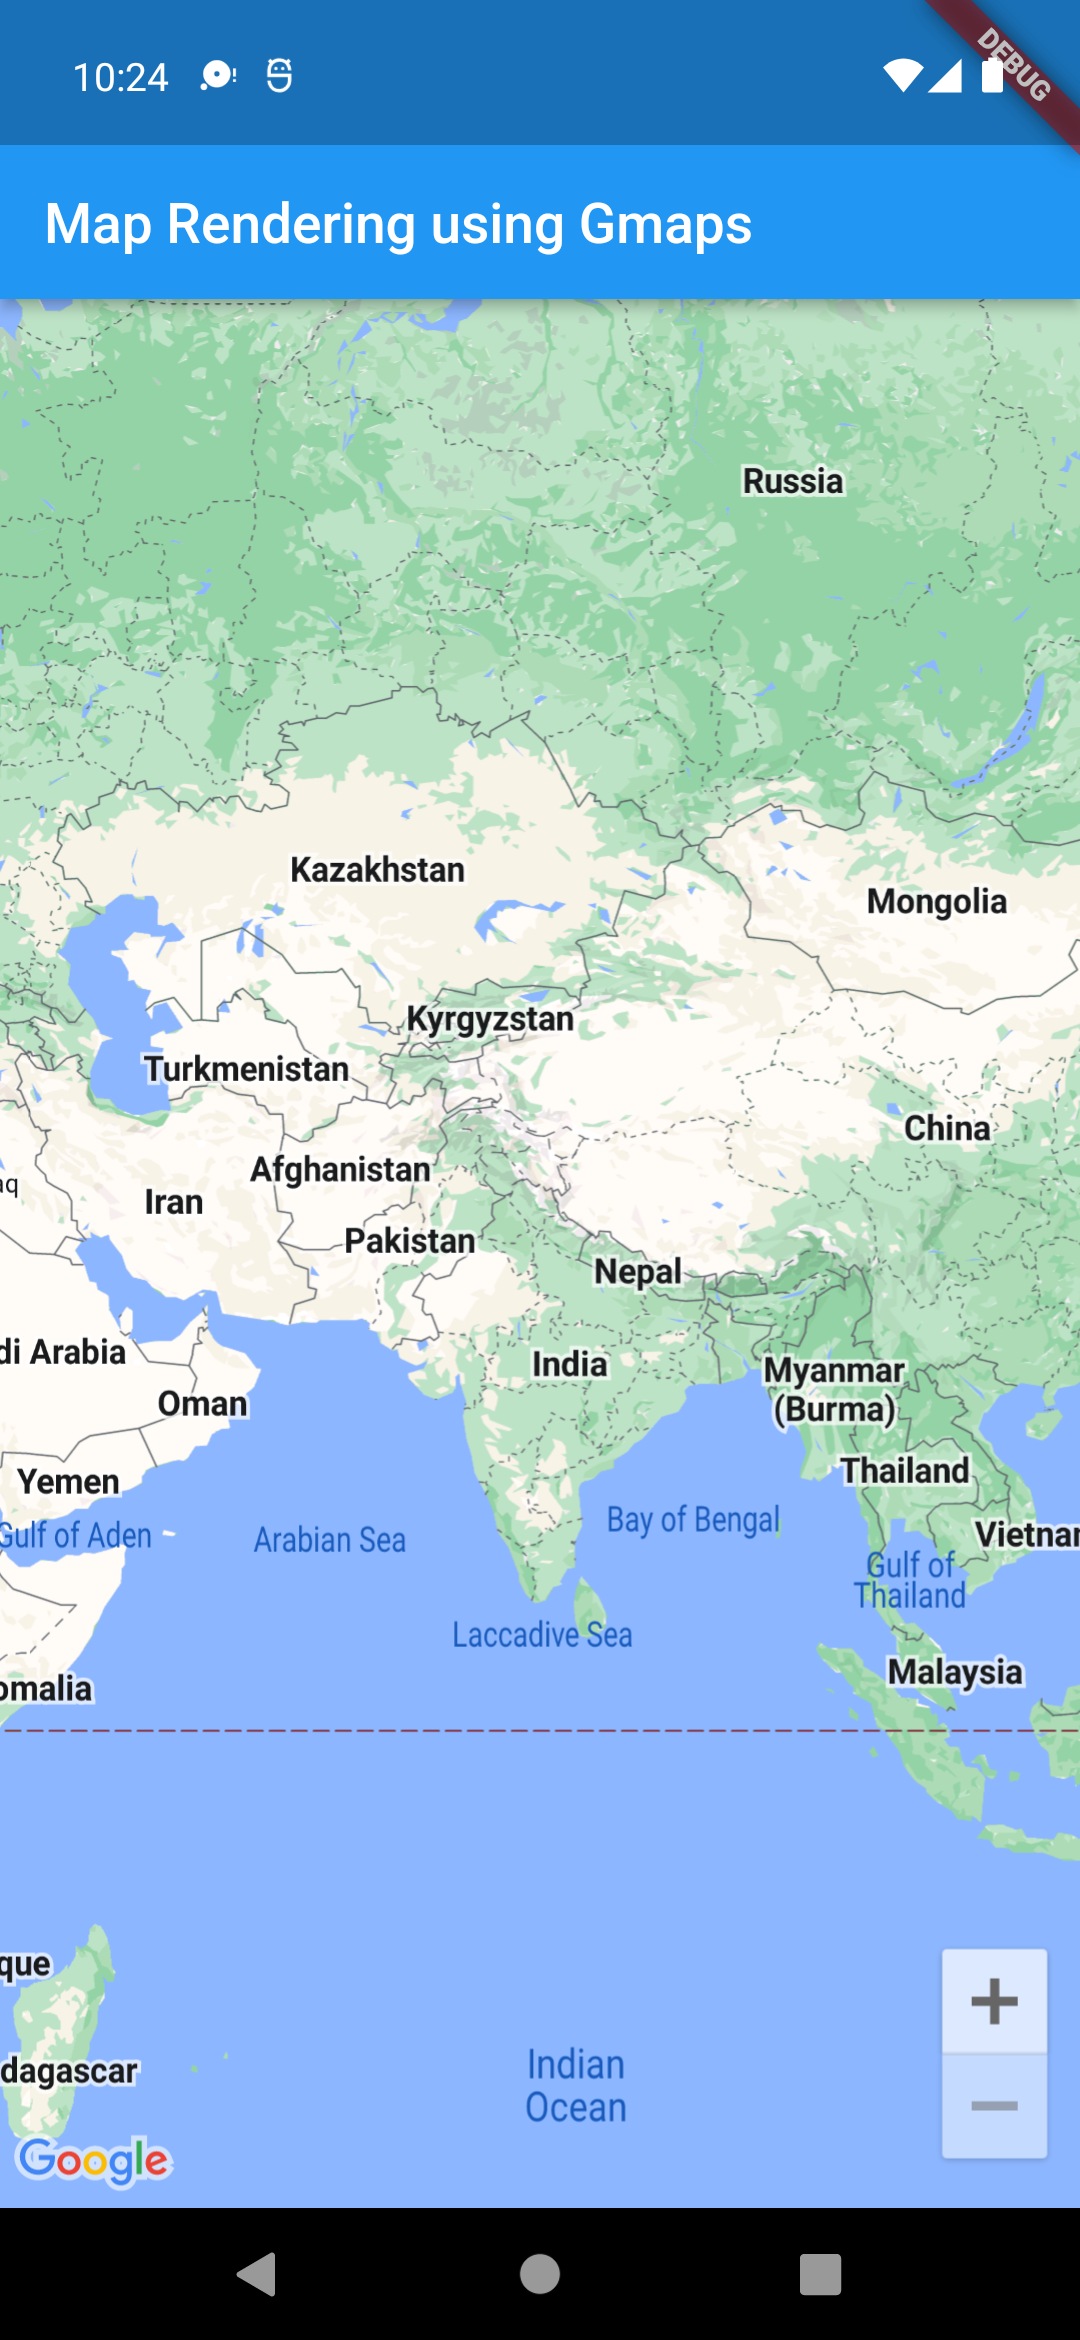 10:24
DEBUG
Map Rendering using Gmaps
Russia
Kazakhstan
Mongolia
Kyrgyzstan
Turkmenistan
China
Afghanistan
aq
Iran
Pakistan
Nepal
di Arabia
India
Myanmar
(Burma)
Oman
Thailand
Yemen
Bay of Bengal
Gulf of Aden
Arabian Sea
Vietnam
Gulf of
Thailand
Laccadive Sea
Malaysia
omalia
que
dagascar
Indian
Ocean
Google